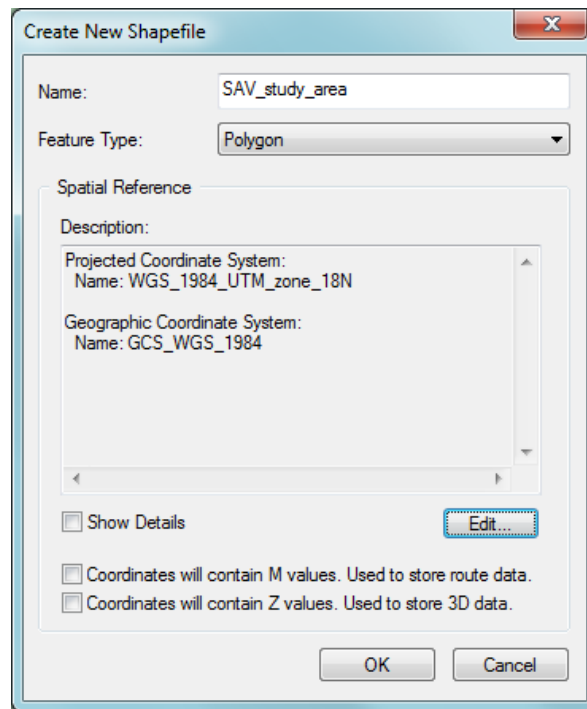 Create New Shapefile
Name: SAV_study_area
Feature Type: Polygon
Spatial Reference
Description:
Projected Coordinate System:
Name: WGS_1984_UTM_zone_18N
Geographic Coordinate System:
Name: GCS_WGS_1984
Show Details
Edit...
Coordinates will contain M values. Used to store route data.
Coordinates will contain Z values. Used to store 3D data.
OK Cancel